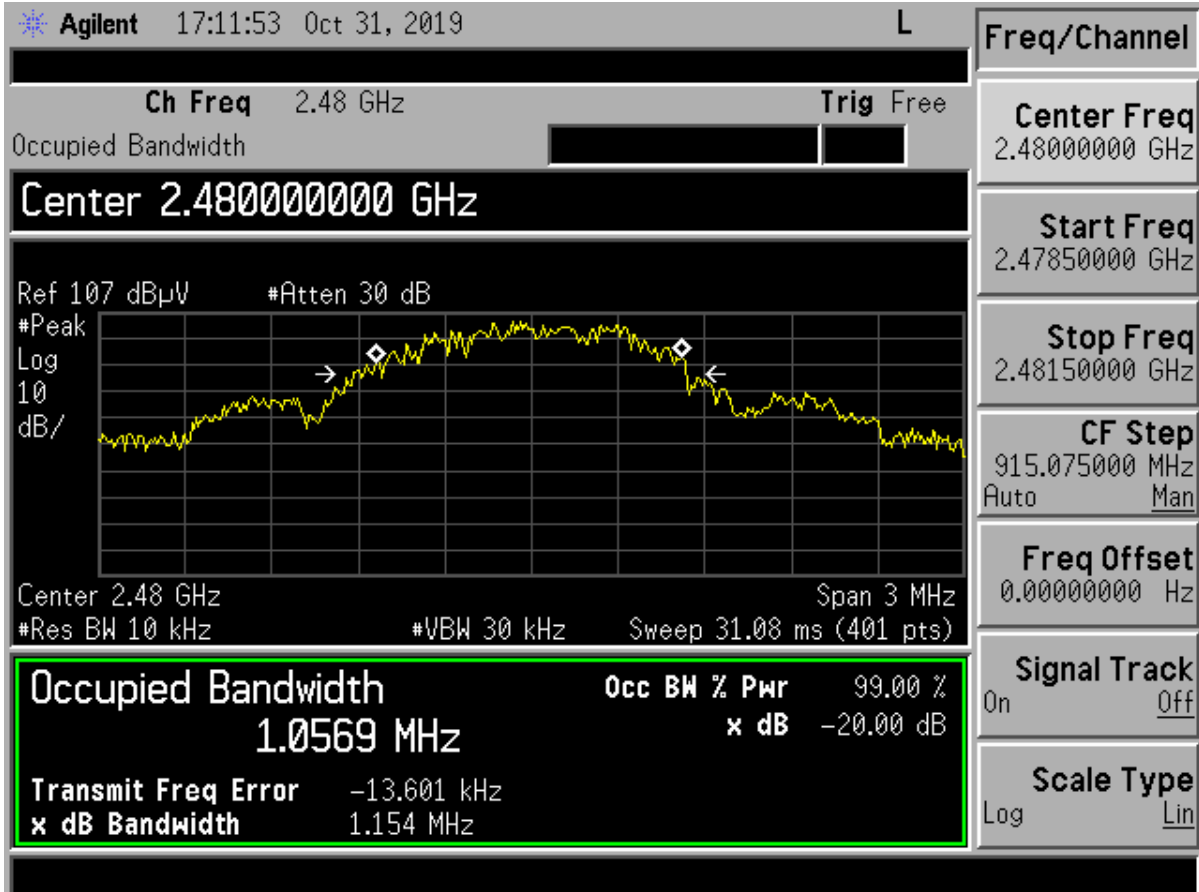 Agilent 17:11:53 Oct 31, 2019 L
Ch Freq 2.48 GHz Trig Free
Occupied Bandwidth
Center 2.480000000 GHz
Ref 107 dBµV #Atten 30 dB
#Peak
Log
10
dB/
Center 2.48 GHz Span 3 MHz
#Res BW 10 kHz #VBW 30 kHz Sweep 31.08 ms (401 pts)
Occupied Bandwidth Occ BW % Pwr 99.00 %
1.0569 MHz x dB -20.00 dB
Transmit Freq Error -13.601 kHz
x dB Bandwidth 1.154 MHz
Freq/Channel
Center Freq
2.48000000 GHz
Start Freq
2.47850000 GHz
Stop Freq
2.48150000 GHz
CF Step
915.075000 MHz
Auto Man
Freq Offset
0.00000000 Hz
Signal Track
On Off
Scale Type
Log Lin